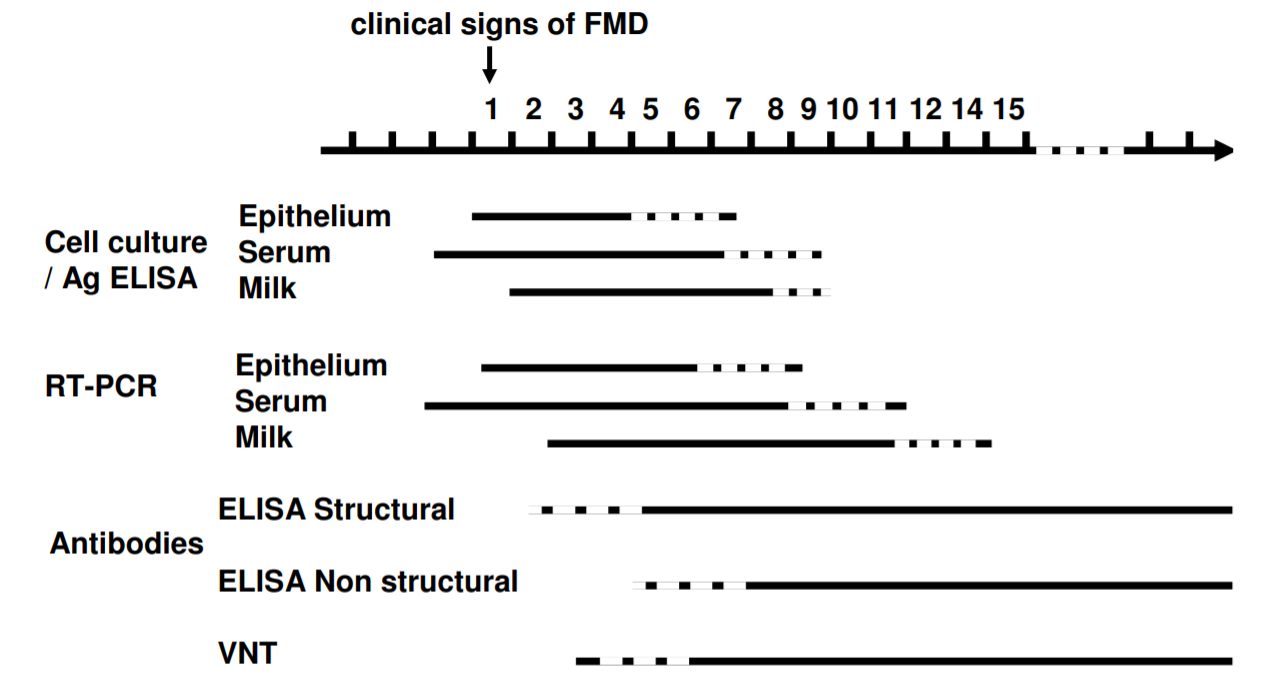 clinical signs of FMD
1 2 3 4 5 6 7 8 9 10 11 12 14 15
Cell culture
/ Ag ELISA
Epithelium
Serum
Milk
RT-PCR
Epithelium
Serum
Milk
Antibodies
ELISA Structural
ELISA Non structural
VNT